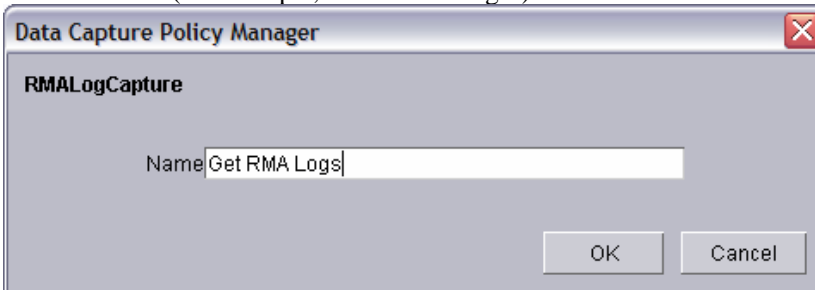 Data Capture Policy Manager
RMALogCapture
Name Get RMA Logs
OK Cancel